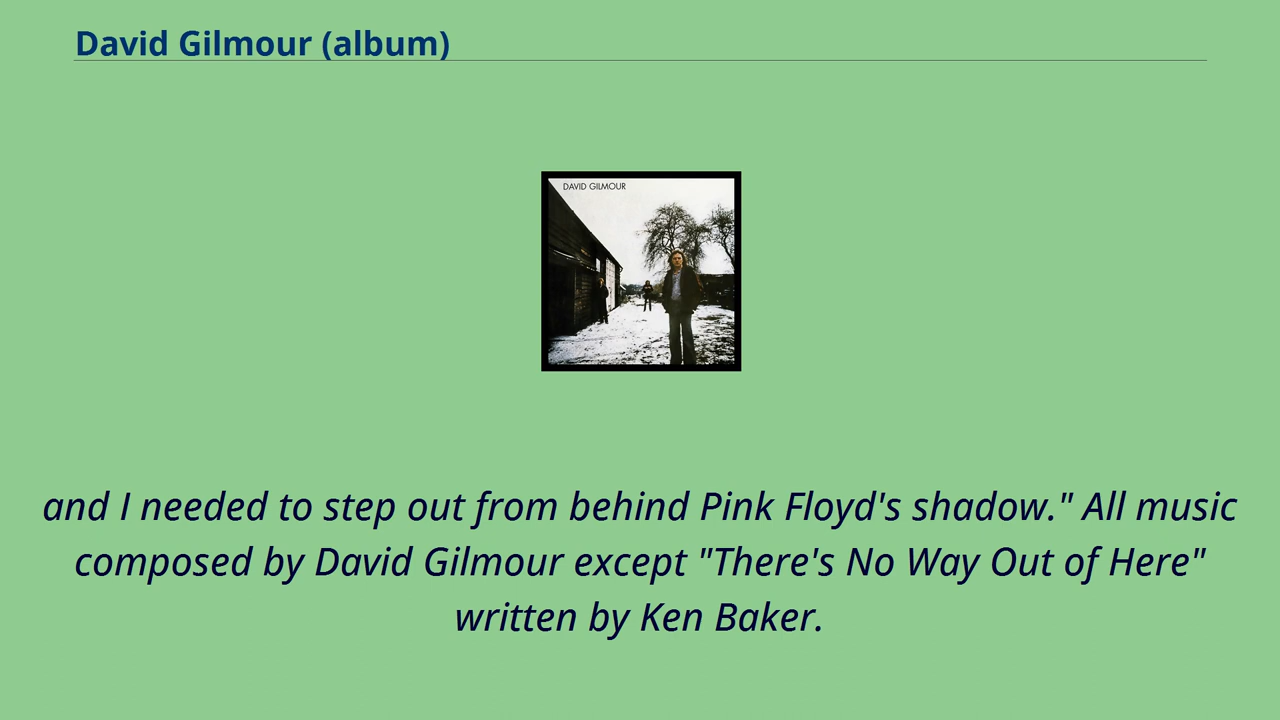 David Gilmour (album)
DAVID GILMOUR
and I needed to step out from behind Pink Floyd's shadow." All music
composed by David Gilmour except "There's No Way Out of Here"
written by Ken Baker.